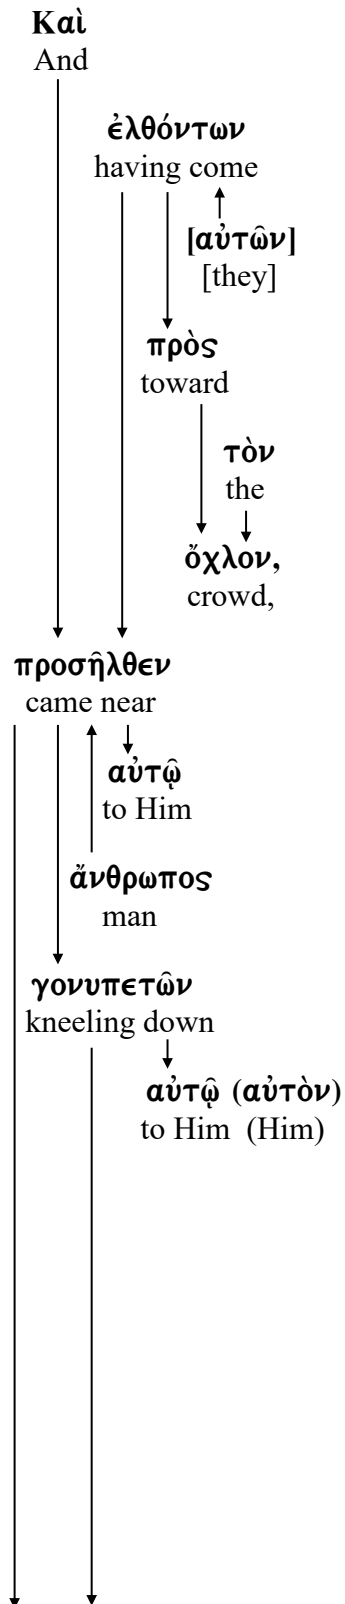 Καὶ
And
ἐλθόντων
having come
[αὐτῶν]
[they]
πρὸς
toward
τὸν
the
ὄχλον,
crowd,
προσῆλθεν
came near
αὐτῷ
to Him
ἄνθρωπος
man
γονυπετῶν
kneeling down
αὐτῷ (αὐτὸν)
to Him (Him)